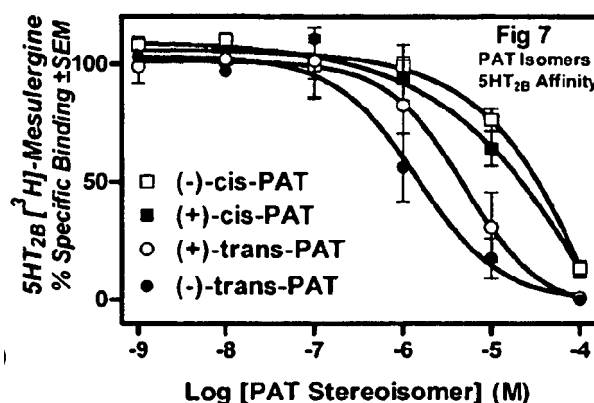 Fig 7
PAT Isomers
5HT2B Affinity
5HT2B[3H]-Mesulergine
% Specific Binding ±SEM
100
50
0
(-)-cis-PAT
(+)-cis-PAT
(+)-trans-PAT
(-)-trans-PAT
-9 -8 -7 -6 -5 -4
Log [PAT Stereoisomer] (M)